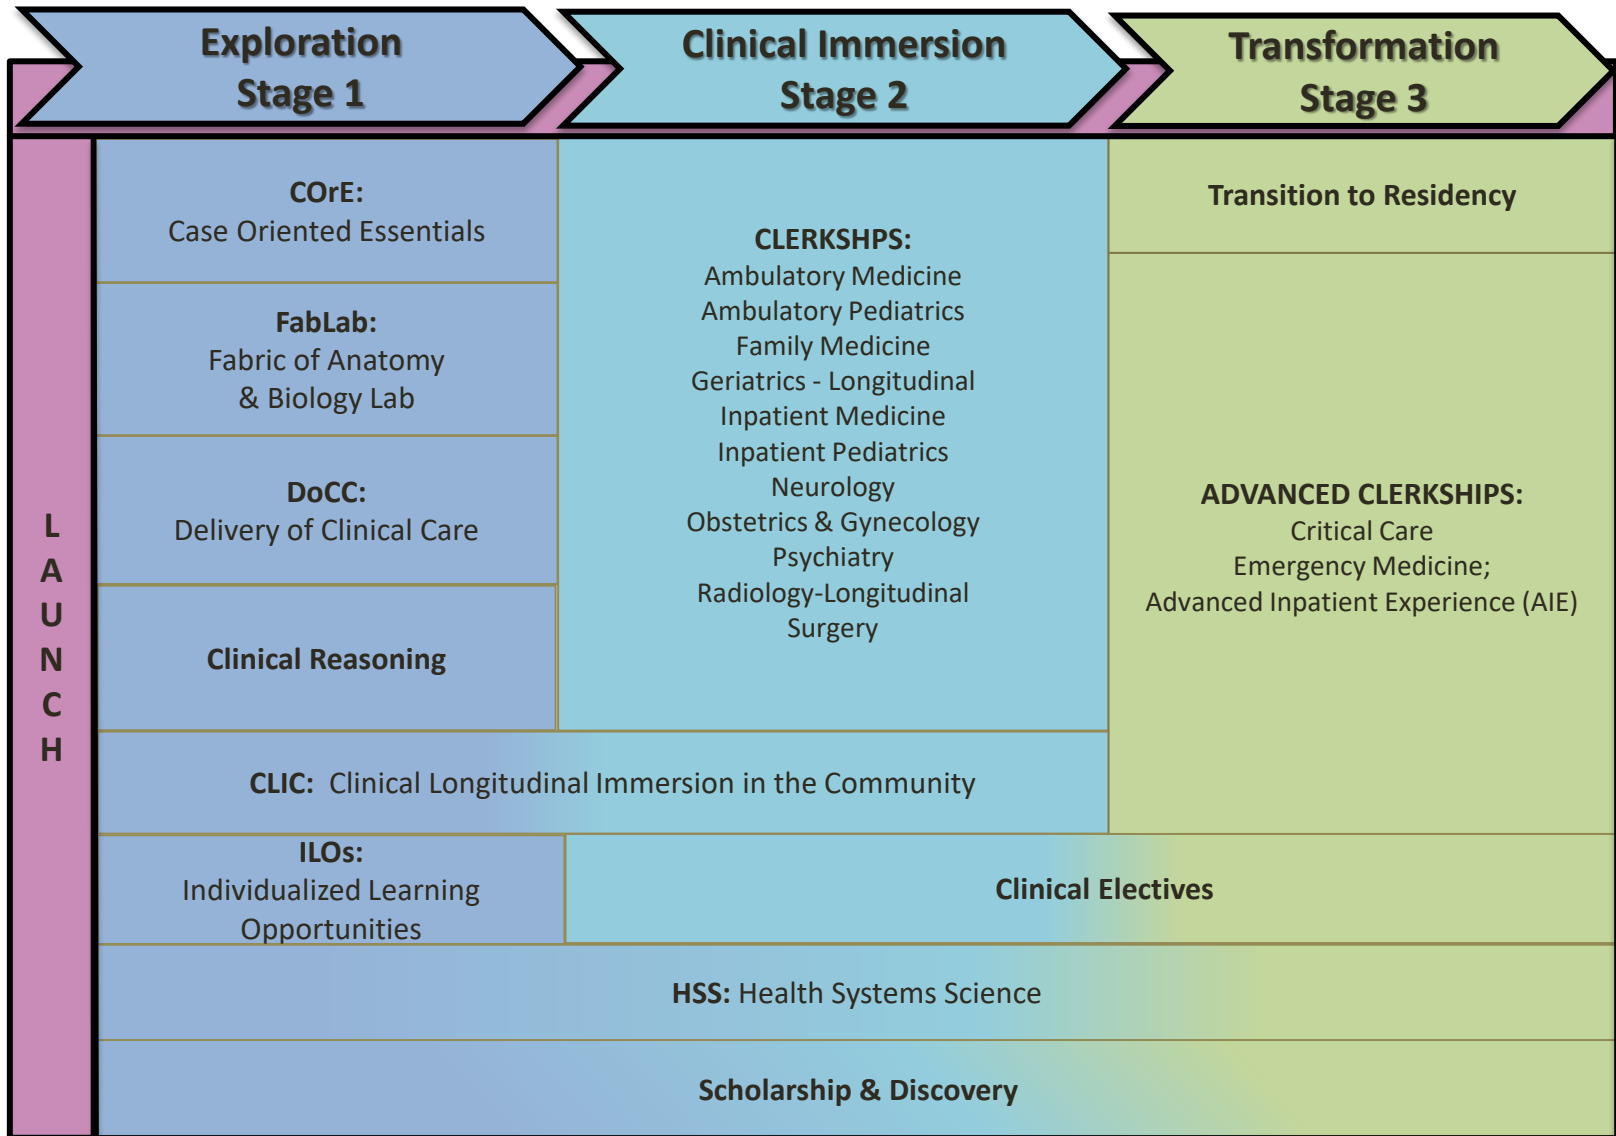 Exploration
Stage 1
Clinical Immersion
Stage 2
Transformation
Stage 3
L
A
U
N
C
H
COrE:
Case Oriented Essentials
FabLab:
Fabric of Anatomy
& Biology Lab
DoCC:
Delivery of Clinical Care
Clinical Reasoning
CLERKSHPS:
Ambulatory Medicine
Ambulatory Pediatrics
Family Medicine
Geriatrics - Longitudinal
Inpatient Medicine
Inpatient Pediatrics
Neurology
Obstetrics & Gynecology
Psychiatry
Radiology-Longitudinal
Surgery
Transition to Residency
ADVANCED CLERKSHIPS:
Critical Care
Emergency Medicine;
Advanced Inpatient Experience (AIE)
CLIC: Clinical Longitudinal Immersion in the Community
ILOs:
Individualized Learning
Opportunities
Clinical Electives
HSS: Health Systems Science
Scholarship & Discovery